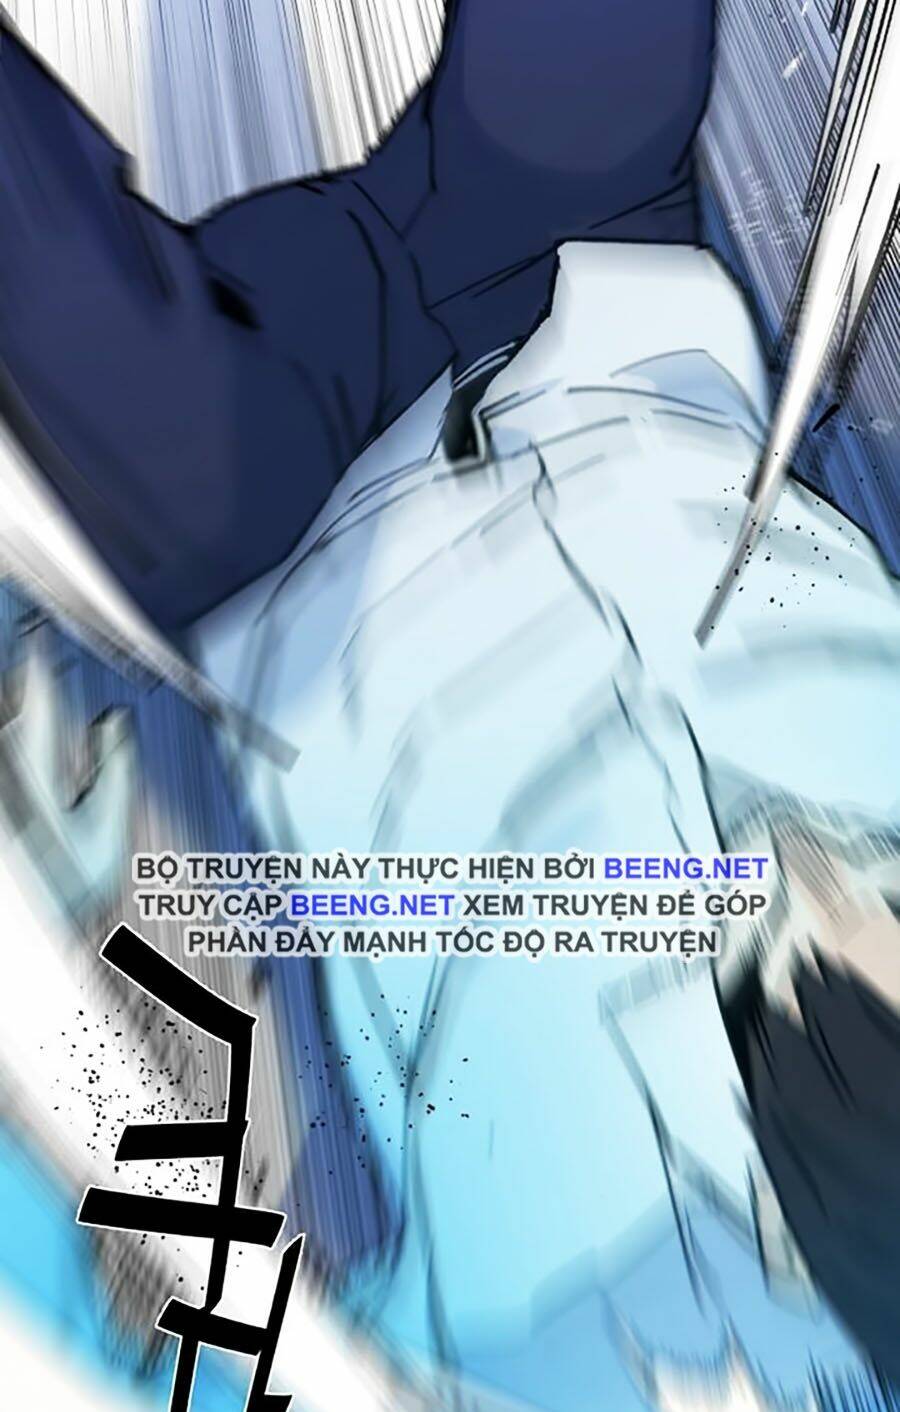 BỘ TRUYỆN NÀY THỰC HIỆN BỞI BEENG.NET
TRUY CẬP BEENG.NET XEM TRUYỆN ĐỂ GÓP
PHẦN ĐẨY MẠNH TỐC ĐỘ RA TRUYỆN